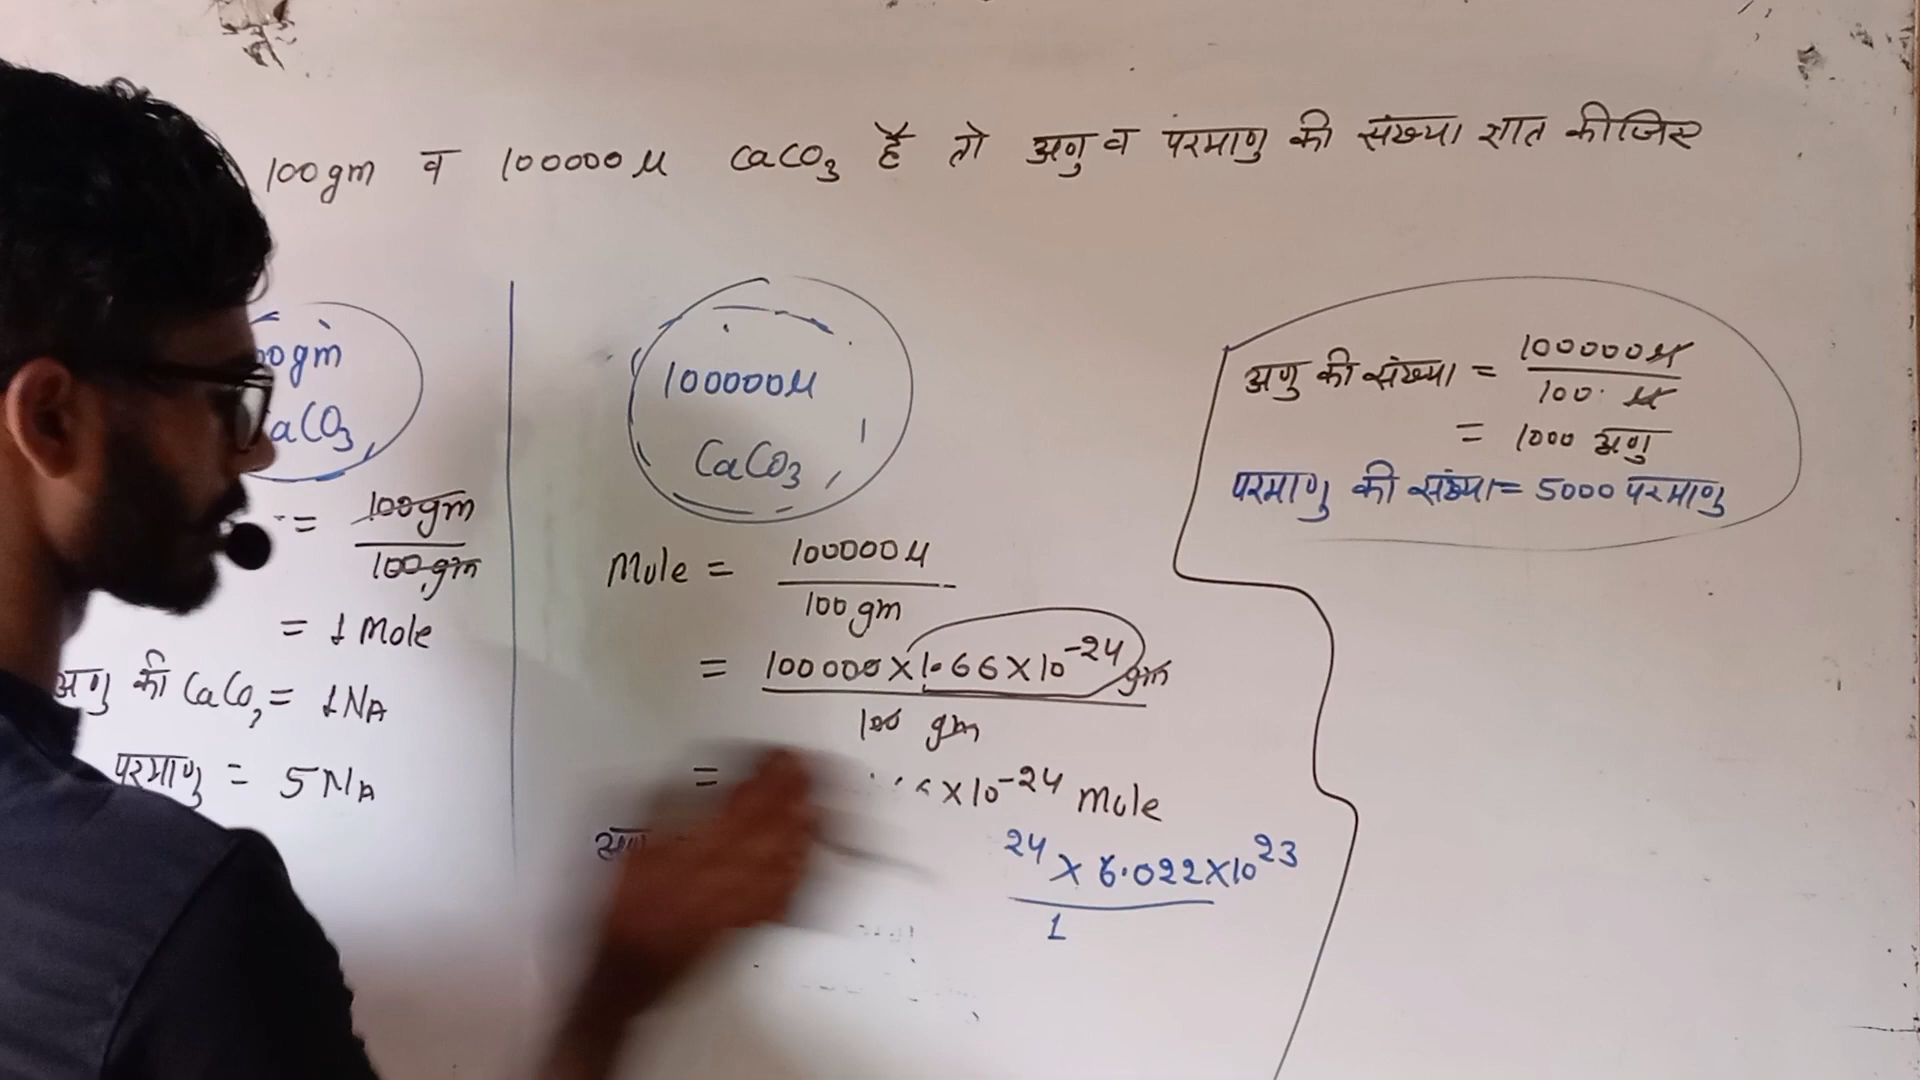 100gm व 100000u CaCO3 हैं तो अणु व परमाणु की संख्या ज्ञात कीजिए
gm
aCO3
= 100gm
100gm
= 1 Mole
अणु की CaCO3 = 1NA
परमाणु = 5NA
100000u
CaCO3
Mole = 100000u
100gm
= 100000 × 1.66 × 10⁻²⁴ gm
100 gm
=
× 10⁻²⁴ Mole
24 × 6.022 × 10²³
1
अणु की संख्या = 100000u
100 u
= 1000 अणु
परमाणु की संख्या = 5000 परमाणु